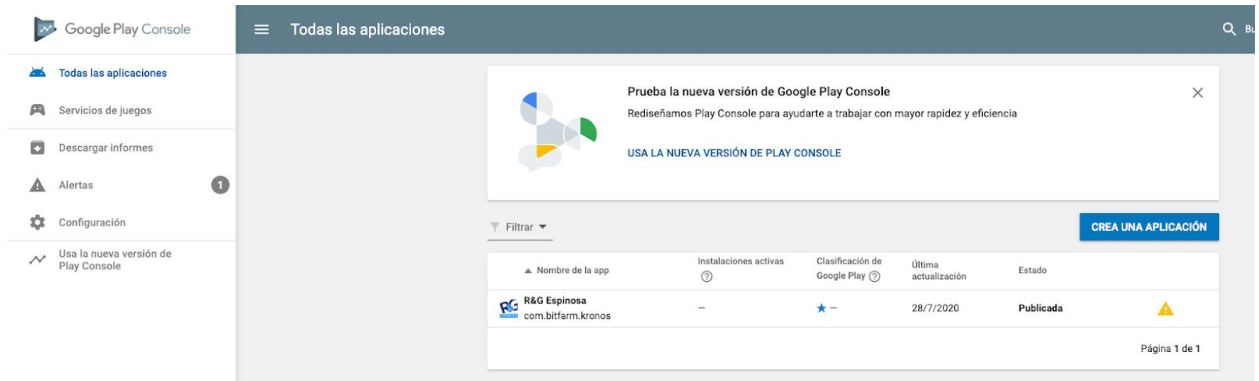 Google Play Console
Todas las aplicaciones
Todas las aplicaciones
Servicios de juegos
Descargar informes
Alertas
1
Configuración
Usa la nueva versión de
Play Console
Prueba la nueva versión de Google Play Console
Rediseñamos Play Console para ayudarte a trabajar con mayor rapidez y eficiencia
USA LA NUEVA VERSIÓN DE PLAY CONSOLE
Filtrar
CREA UNA APLICACIÓN
Nombre de la app
Instalaciones activas
Clasificación de
Google Play
Última
actualización
Estado
R&G
R&G Espinosa
com.bitfarm.kronos
–
–
28/7/2020
Publicada
Página 1 de 1